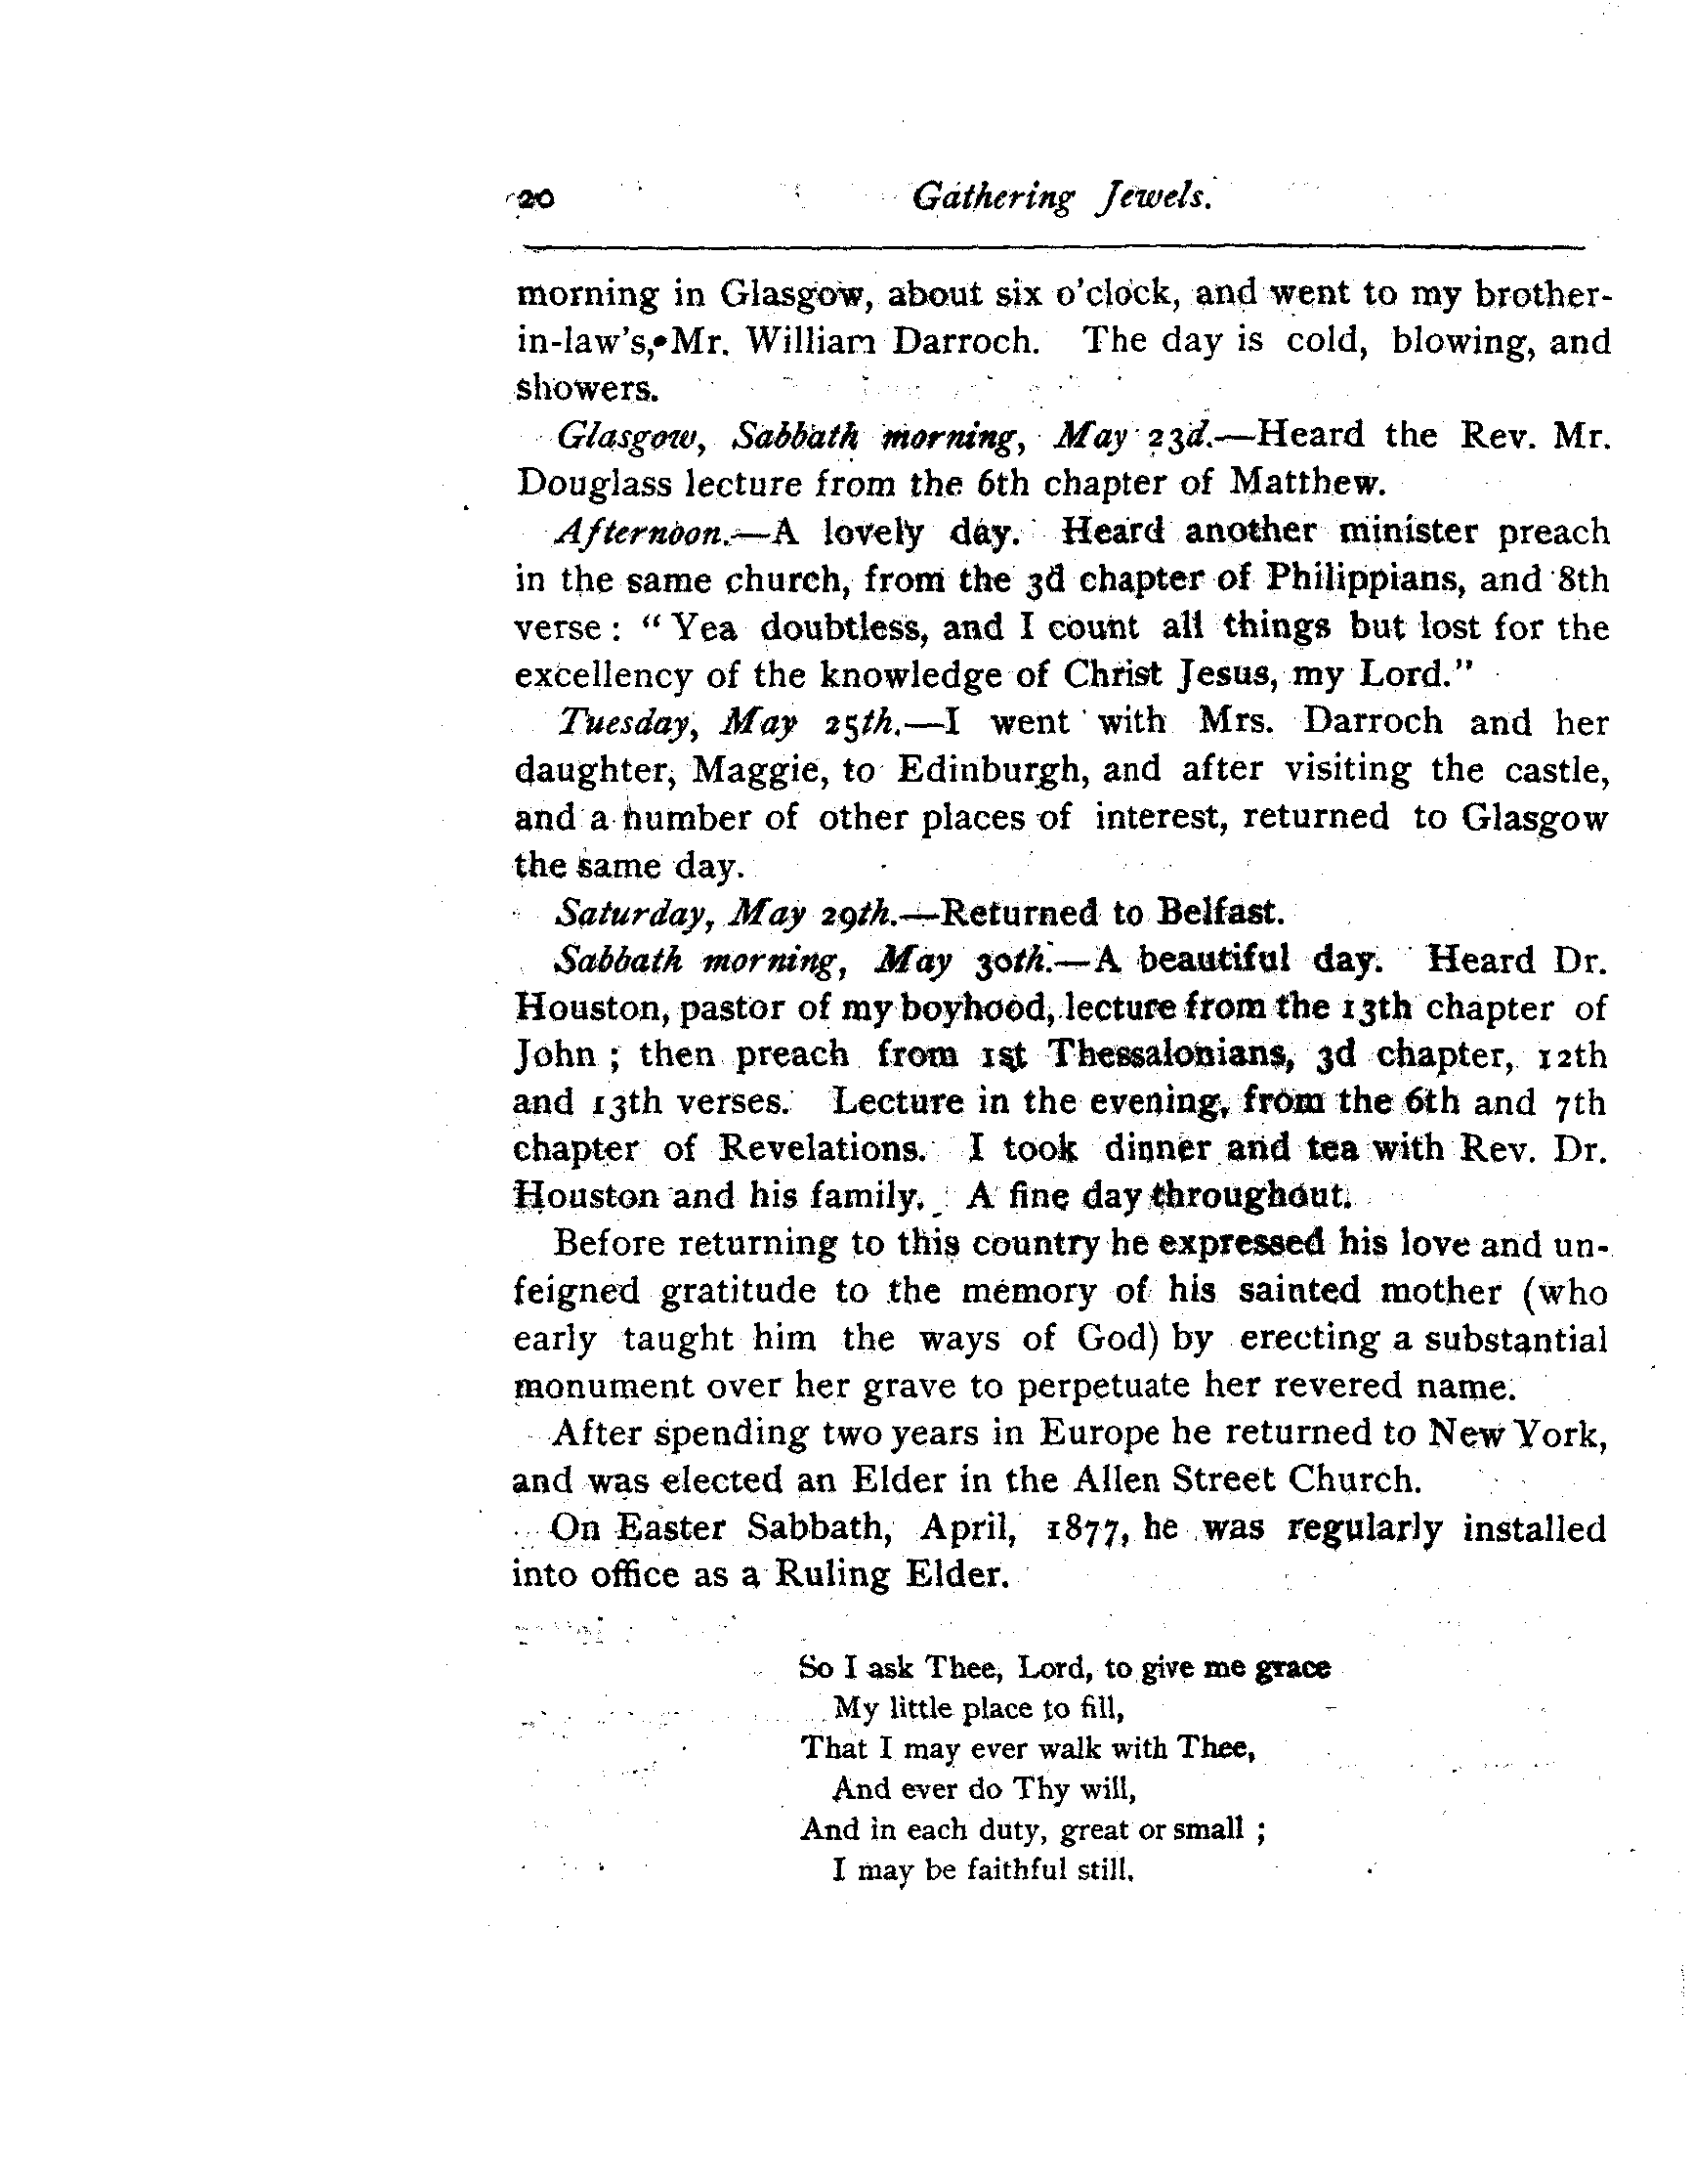 20 Gathering Jewels.
morning in Glasgow, about six o'clock, and went to my brother-
in-law's, Mr. William Darroch. The day is cold, blowing, and
showers.
Glasgow, Sabbath morning, May 23d.—Heard the Rev. Mr.
Douglass lecture from the 6th chapter of Matthew.
Afternoon.—A lovely day. Heard another minister preach
in the same church, from the 3d chapter of Philippians, and 8th
verse: "Yea doubtless, and I count all things but lost for the
excellency of the knowledge of Christ Jesus, my Lord."
Tuesday, May 25th.—I went with Mrs. Darroch and her
daughter, Maggie, to Edinburgh, and after visiting the castle,
and a number of other places of interest, returned to Glasgow
the same day.
Saturday, May 29th.—Returned to Belfast.
Sabbath morning, May 30th.—A beautiful day. Heard Dr.
Houston, pastor of my boyhood, lecture from the 13th chapter of
John; then preach from 1st Thessalonians, 3d chapter, 12th
and 13th verses. Lecture in the evening, from the 6th and 7th
chapter of Revelations. I took dinner and tea with Rev. Dr.
Houston and his family. A fine day throughout.
Before returning to this country he expressed his love and un-
feigned gratitude to the memory of his sainted mother (who
early taught him the ways of God) by erecting a substantial
monument over her grave to perpetuate her revered name.
After spending two years in Europe he returned to New York,
and was elected an Elder in the Allen Street Church.
On Easter Sabbath, April, 1877, he was regularly installed
into office as a Ruling Elder.
So I ask Thee, Lord, to give me grace
My little place to fill,
That I may ever walk with Thee,
And ever do Thy will,
And in each duty, great or small;
I may be faithful still.